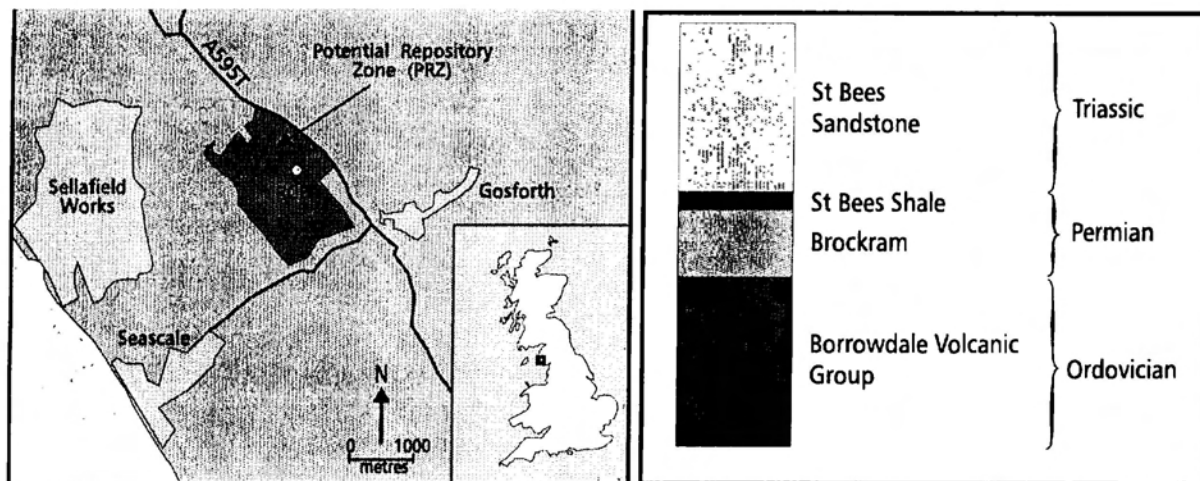 A595T
Potential Repository
Zone (PRZ)
Sellafield
Works
Gosforth
Seascale
N
0 1000
metres
St Bees
Sandstone
Triassic
St Bees Shale
Brockram
Permian
Borrowdale Volcanic
Group
Ordovician